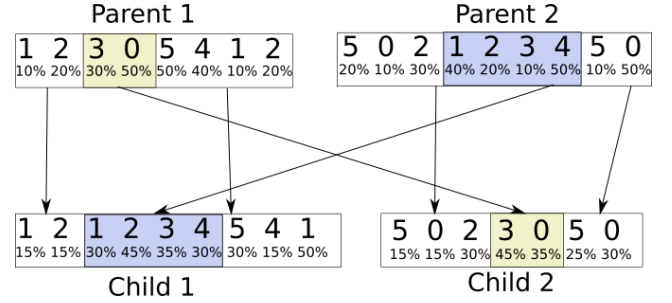 Parent 1
Parent 2
1 2 3 0 5 4 1 2
10% 20% 30% 50% 50% 40% 10% 20%
5 0 2 1 2 3 4 5 0
20% 10% 30% 40% 20% 10% 50% 10% 50%
1 2 1 2 3 4 5 4 1
15% 15% 30% 45% 35% 30% 30% 15% 50%
5 0 2 3 0 5 0
15% 15% 30% 45% 35% 25% 30%
Child 1
Child 2